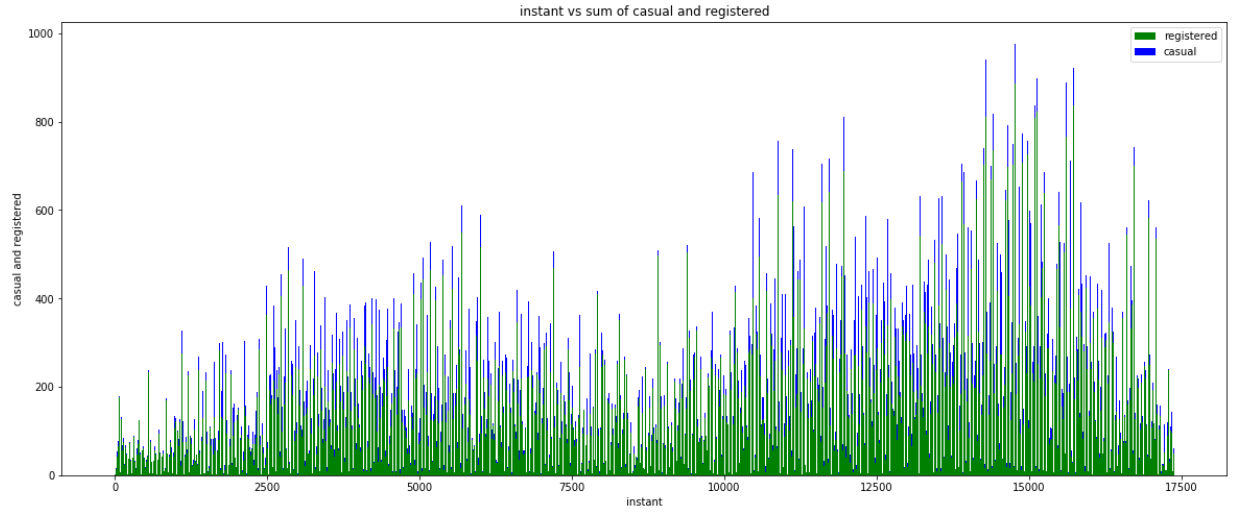 instant vs sum of casual and registered
registered
casual
1000
800
600
400
200
0
casual and registered
0 2500 5000 7500 10000 12500 15000 17500
instant